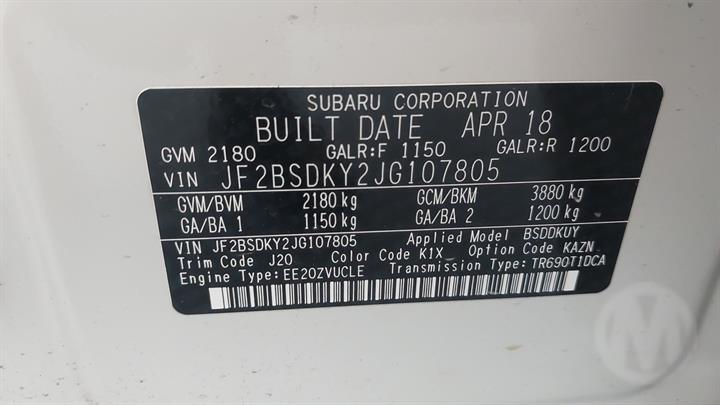 SUBARU CORPORATION
BUILT DATE APR 18
GVM 2180 GALR:F 1150 GALR:R 1200
VIN JF2BSDKY2JG107805
GVM/BVM 2180 kg GCM/BKM 3880 kg
GA/BA 1 1150 kg GA/BA 2 1200 kg
VIN JF2BSDKY2JG107805 Applied Model BSDDKUY
Trim Code J20 Color Code K1X Option Code KAZN
Engine Type: EE20ZVUCLE Transmission Type: TR690T1DCA
M